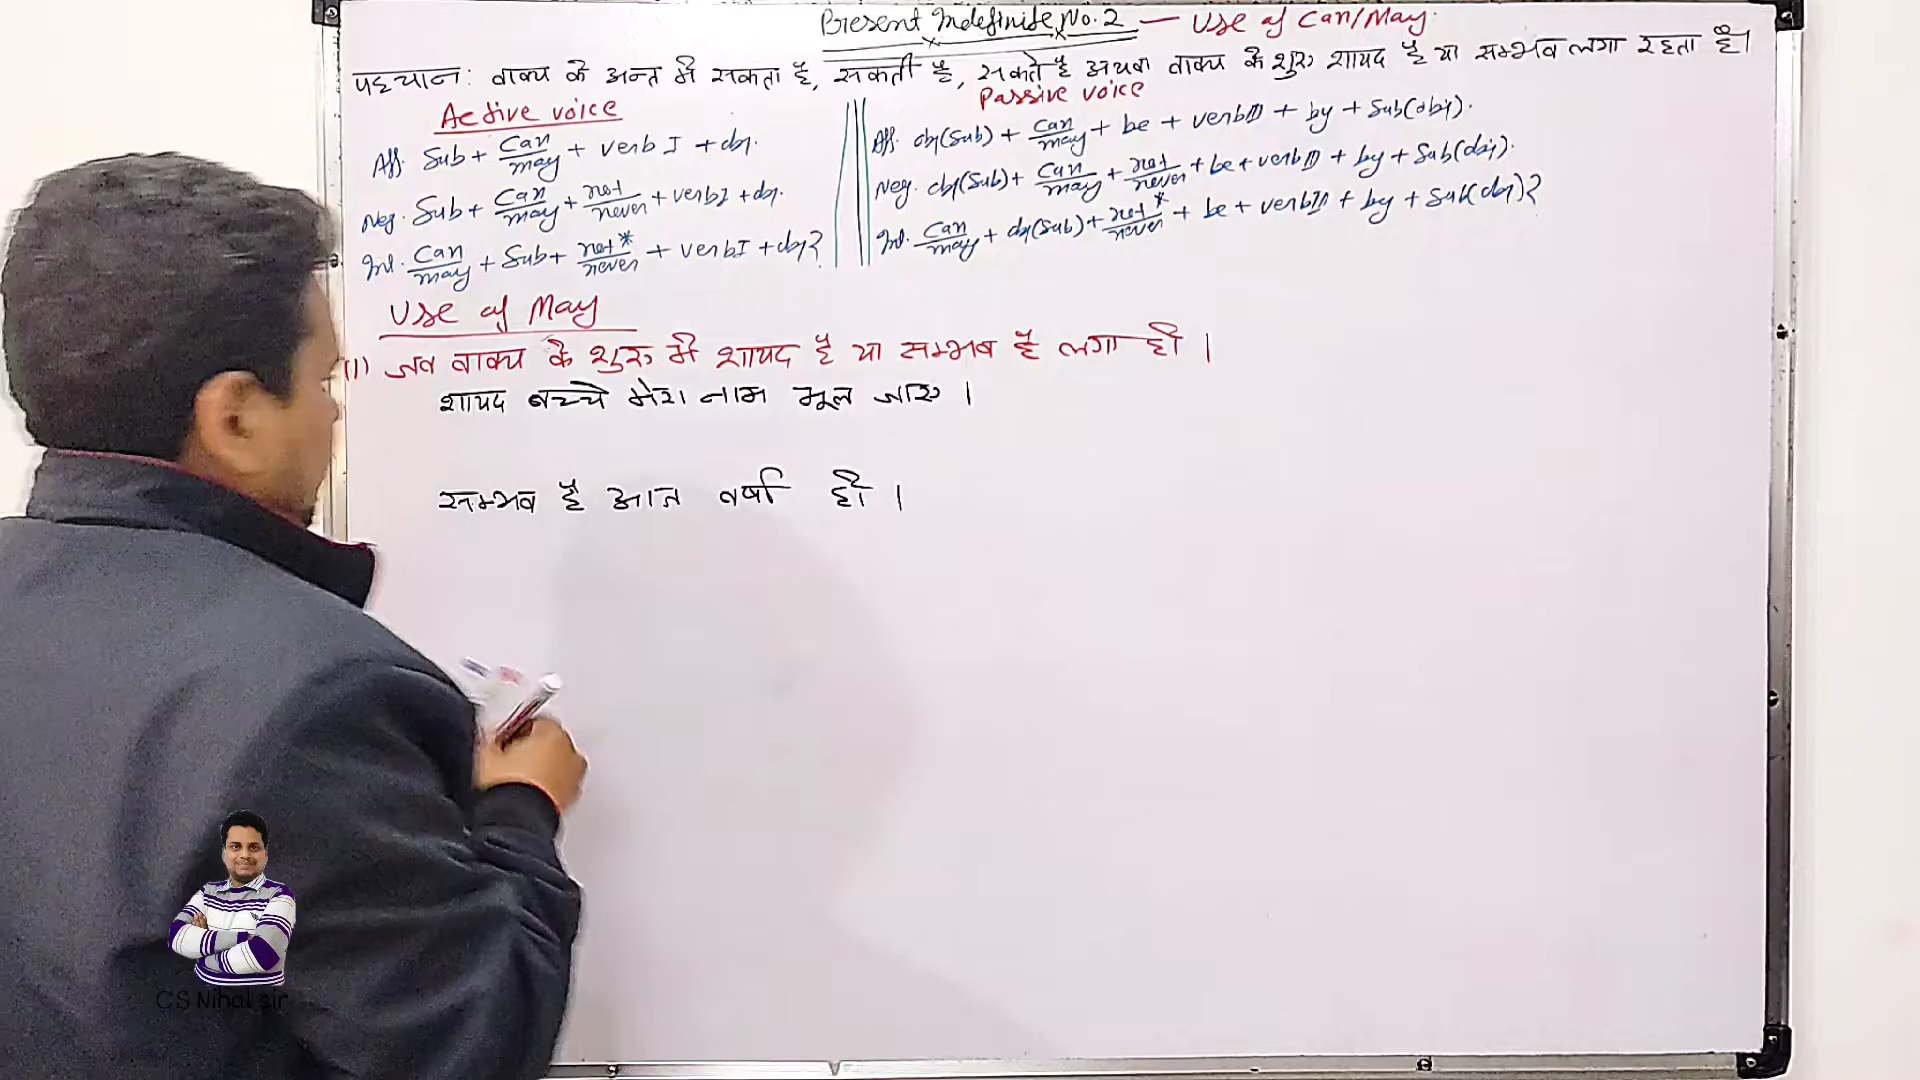 Present Indefinite No. 2 — Use of Can/May
पहचान: वाक्य के अन्त में सकता है, सकती है, सकते है अथवा वाक्य के शुरु शायद है या सम्भव लगा रहता है।
Active voice
Aff. Sub + Can/may + verb I + obj.
Neg. Sub + Can/may + not/never + verb I + obj.
Int. Can/may + Sub + not*/never + verb I + obj?
Passive voice
Aff. obj(Sub) + Can/may + be + verb III + by + Sub(obj).
Neg. obj(Sub) + Can/may + not/never + be + verb III + by + Sub(obj).
Int. Can/may + obj(Sub) + not*/never + be + verb III + by + Sub(obj)?
Use of May
(1) जब वाक्य के शुरु में शायद है या सम्भब है लगा हो।
शायद बच्चे मेरा नाम भूल जाए।
सम्भव है आज वर्षा हो।
CS Nihal sir